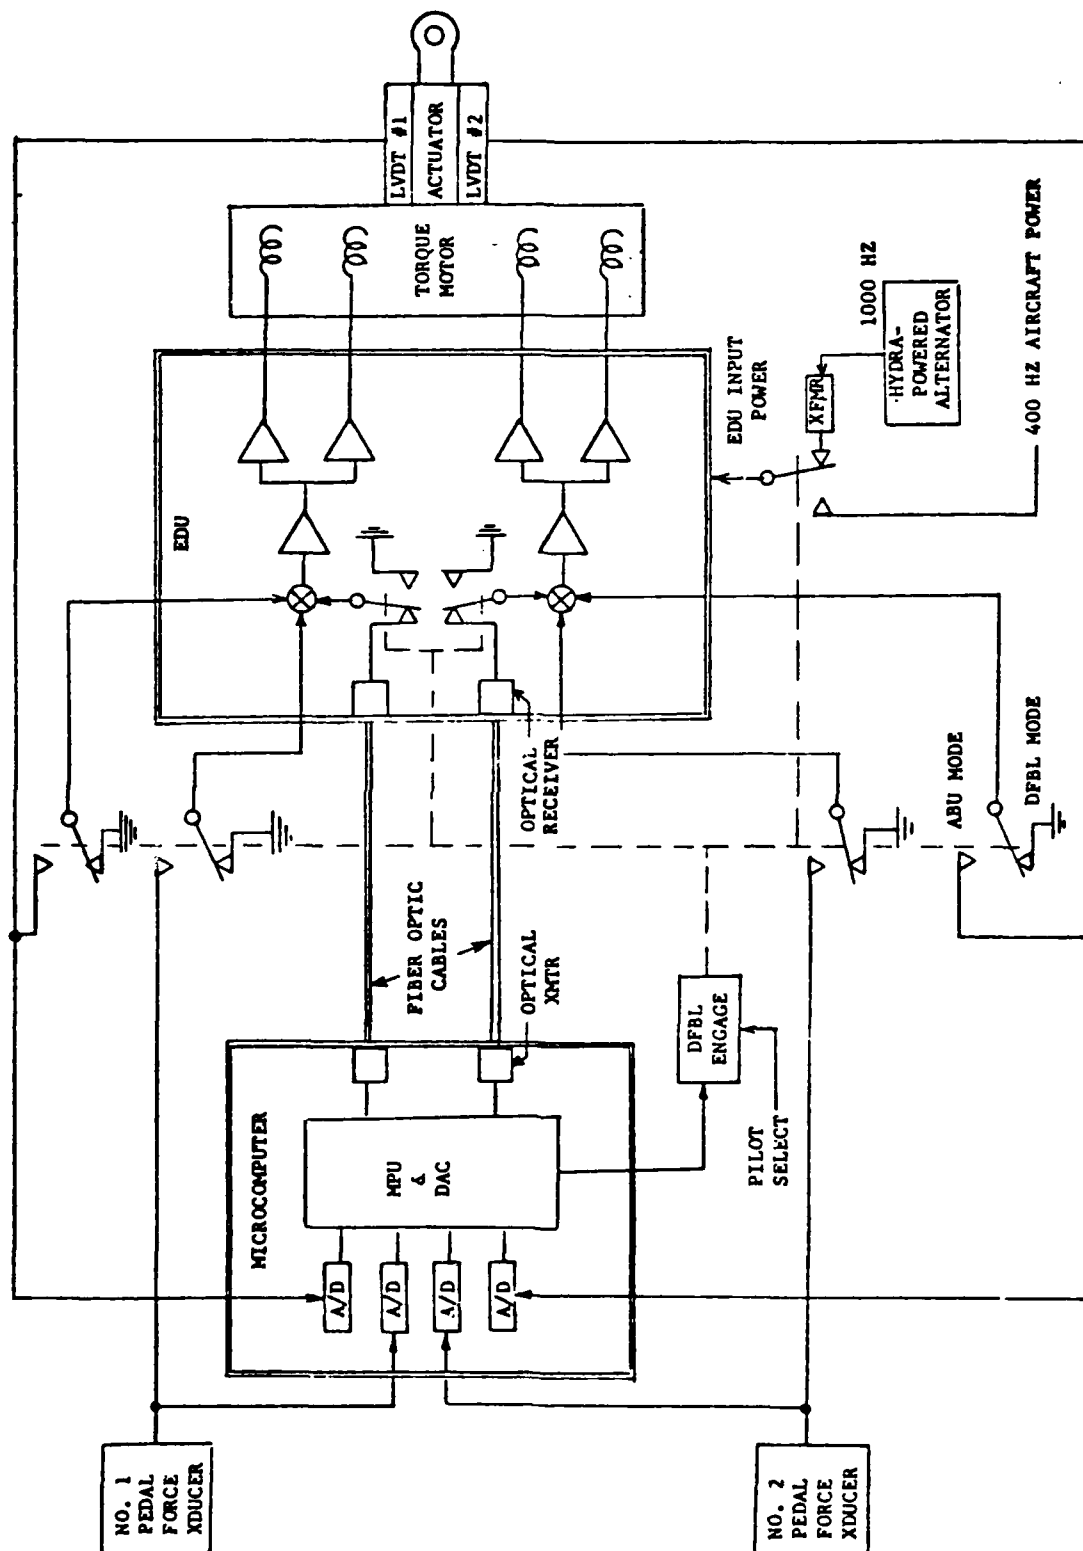 NO. 1
PEDAL
FORCE
XDUCER
NO. 2
PEDAL
FORCE
XDUCER
MICROCOMPUTER
A/D
A/D
A/D
A/D
MPU
&
DAC
PILOT
SELECT
DFBL
ENGAGE
OPTICAL
XMTR
FIBER OPTIC
CABLES
OPTICAL
RECEIVER
ABU MODE
DFBL MODE
EDU
EDU INPUT
POWER
XFMR
1000 HZ
HYDRA-
POWERED
ALTERNATOR
400 HZ AIRCRAFT POWER
TORQUE
MOTOR
LVDT #1
ACTUATOR
LVDT #2